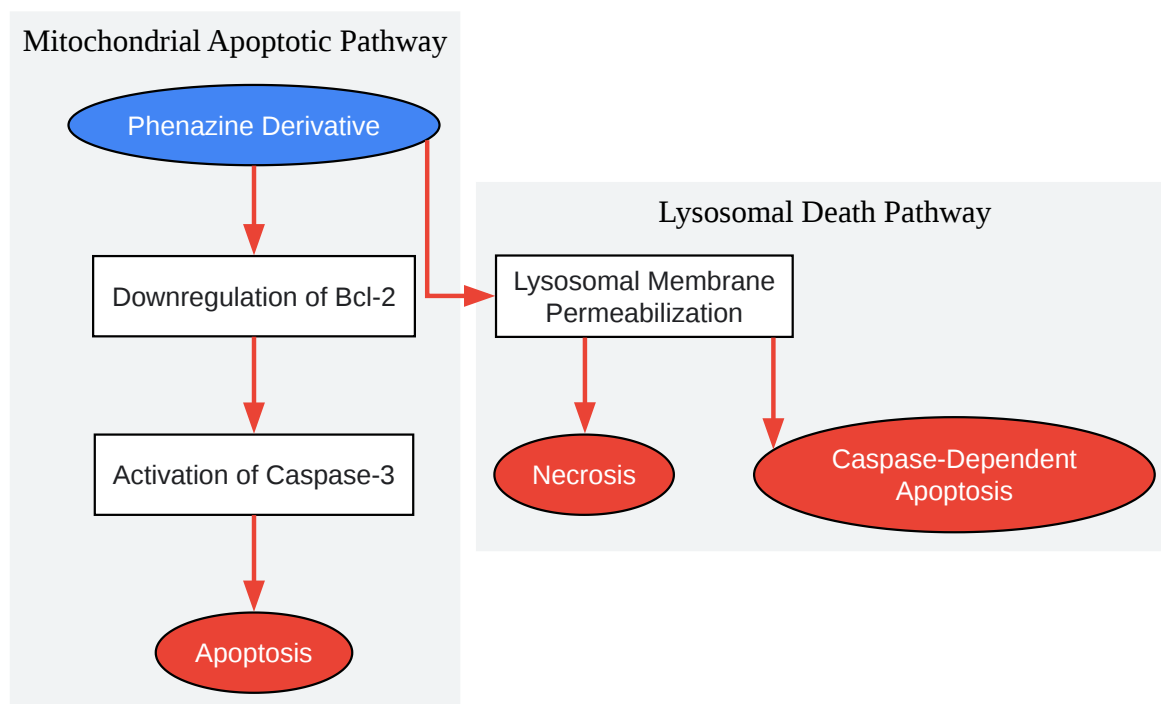 Mitochondrial Apoptotic Pathway
Phenazine Derivative
Downregulation of Bcl-2
Activation of Caspase-3
Apoptosis
Lysosomal Death Pathway
Lysosomal Membrane
Permeabilization
Necrosis
Caspase-Dependent
Apoptosis